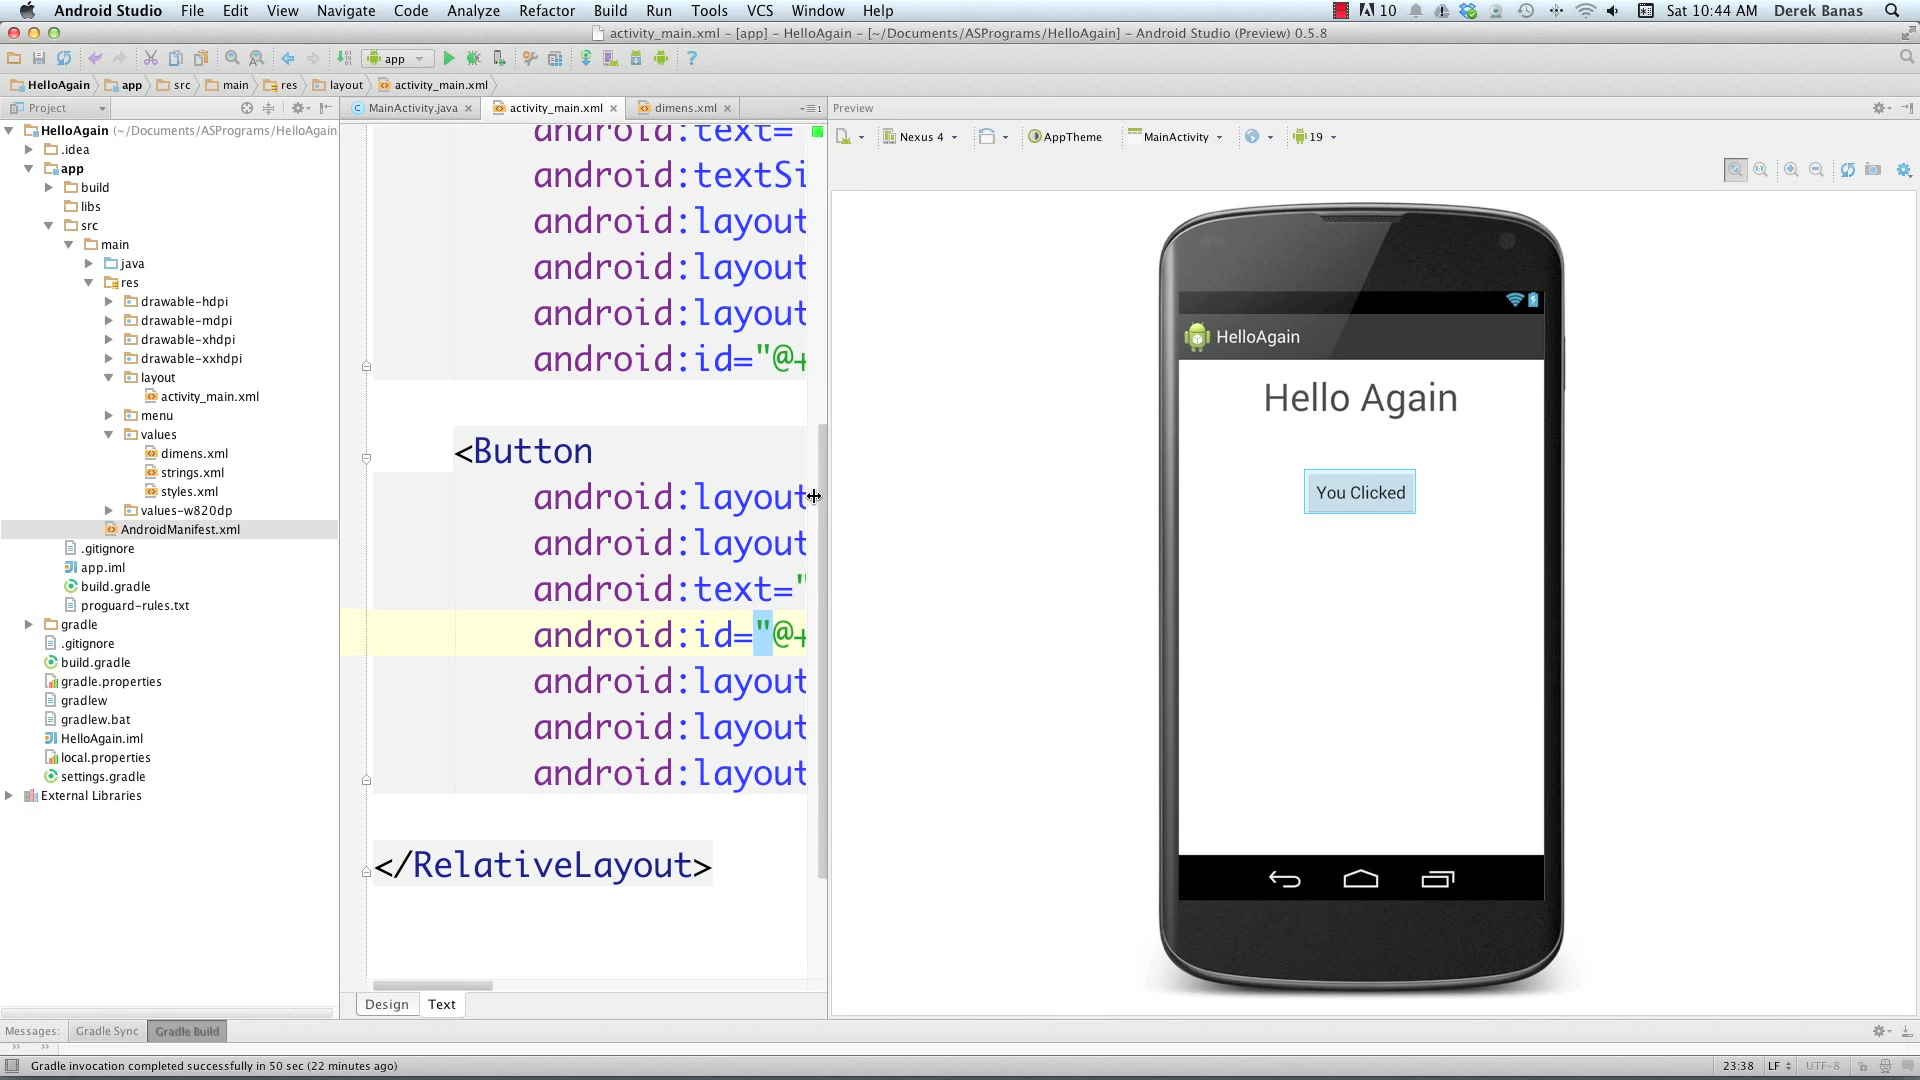 Android Studio File Edit View Navigate Code Analyze Refactor Build Run Tools VCS Window Help 10 Sat 10:44 AM Derek Banas
activity_main.xml – [app] – HelloAgain – [~/Documents/ASPrograms/HelloAgain] – Android Studio (Preview) 0.5.8
app
HelloAgain app src main res layout activity_main.xml
Project
MainActivity.java activity_main.xml dimens.xml
Preview
HelloAgain (~/Documents/ASPrograms/HelloAgain
.idea
app
build
libs
src
main
java
res
drawable-hdpi
drawable-mdpi
drawable-xhdpi
drawable-xxhdpi
layout
activity_main.xml
menu
values
dimens.xml
strings.xml
styles.xml
values-w820dp
AndroidManifest.xml
.gitignore
app.iml
build.gradle
proguard-rules.txt
gradle
.gitignore
build.gradle
gradle.properties
gradlew
gradlew.bat
HelloAgain.iml
local.properties
settings.gradle
External Libraries
android:text=
android:textSi
android:layout
android:layout
android:layout
android:id="@+
<Button
android:layout
android:layout
android:text="
android:id="@+
android:layout
android:layout
android:layout
</RelativeLayout>
Design Text
Nexus 4 AppTheme MainActivity 19
HelloAgain
Hello Again
You Clicked
Messages: Gradle Sync Gradle Build
Gradle invocation completed successfully in 50 sec (22 minutes ago)
23:38 LF UTF-8